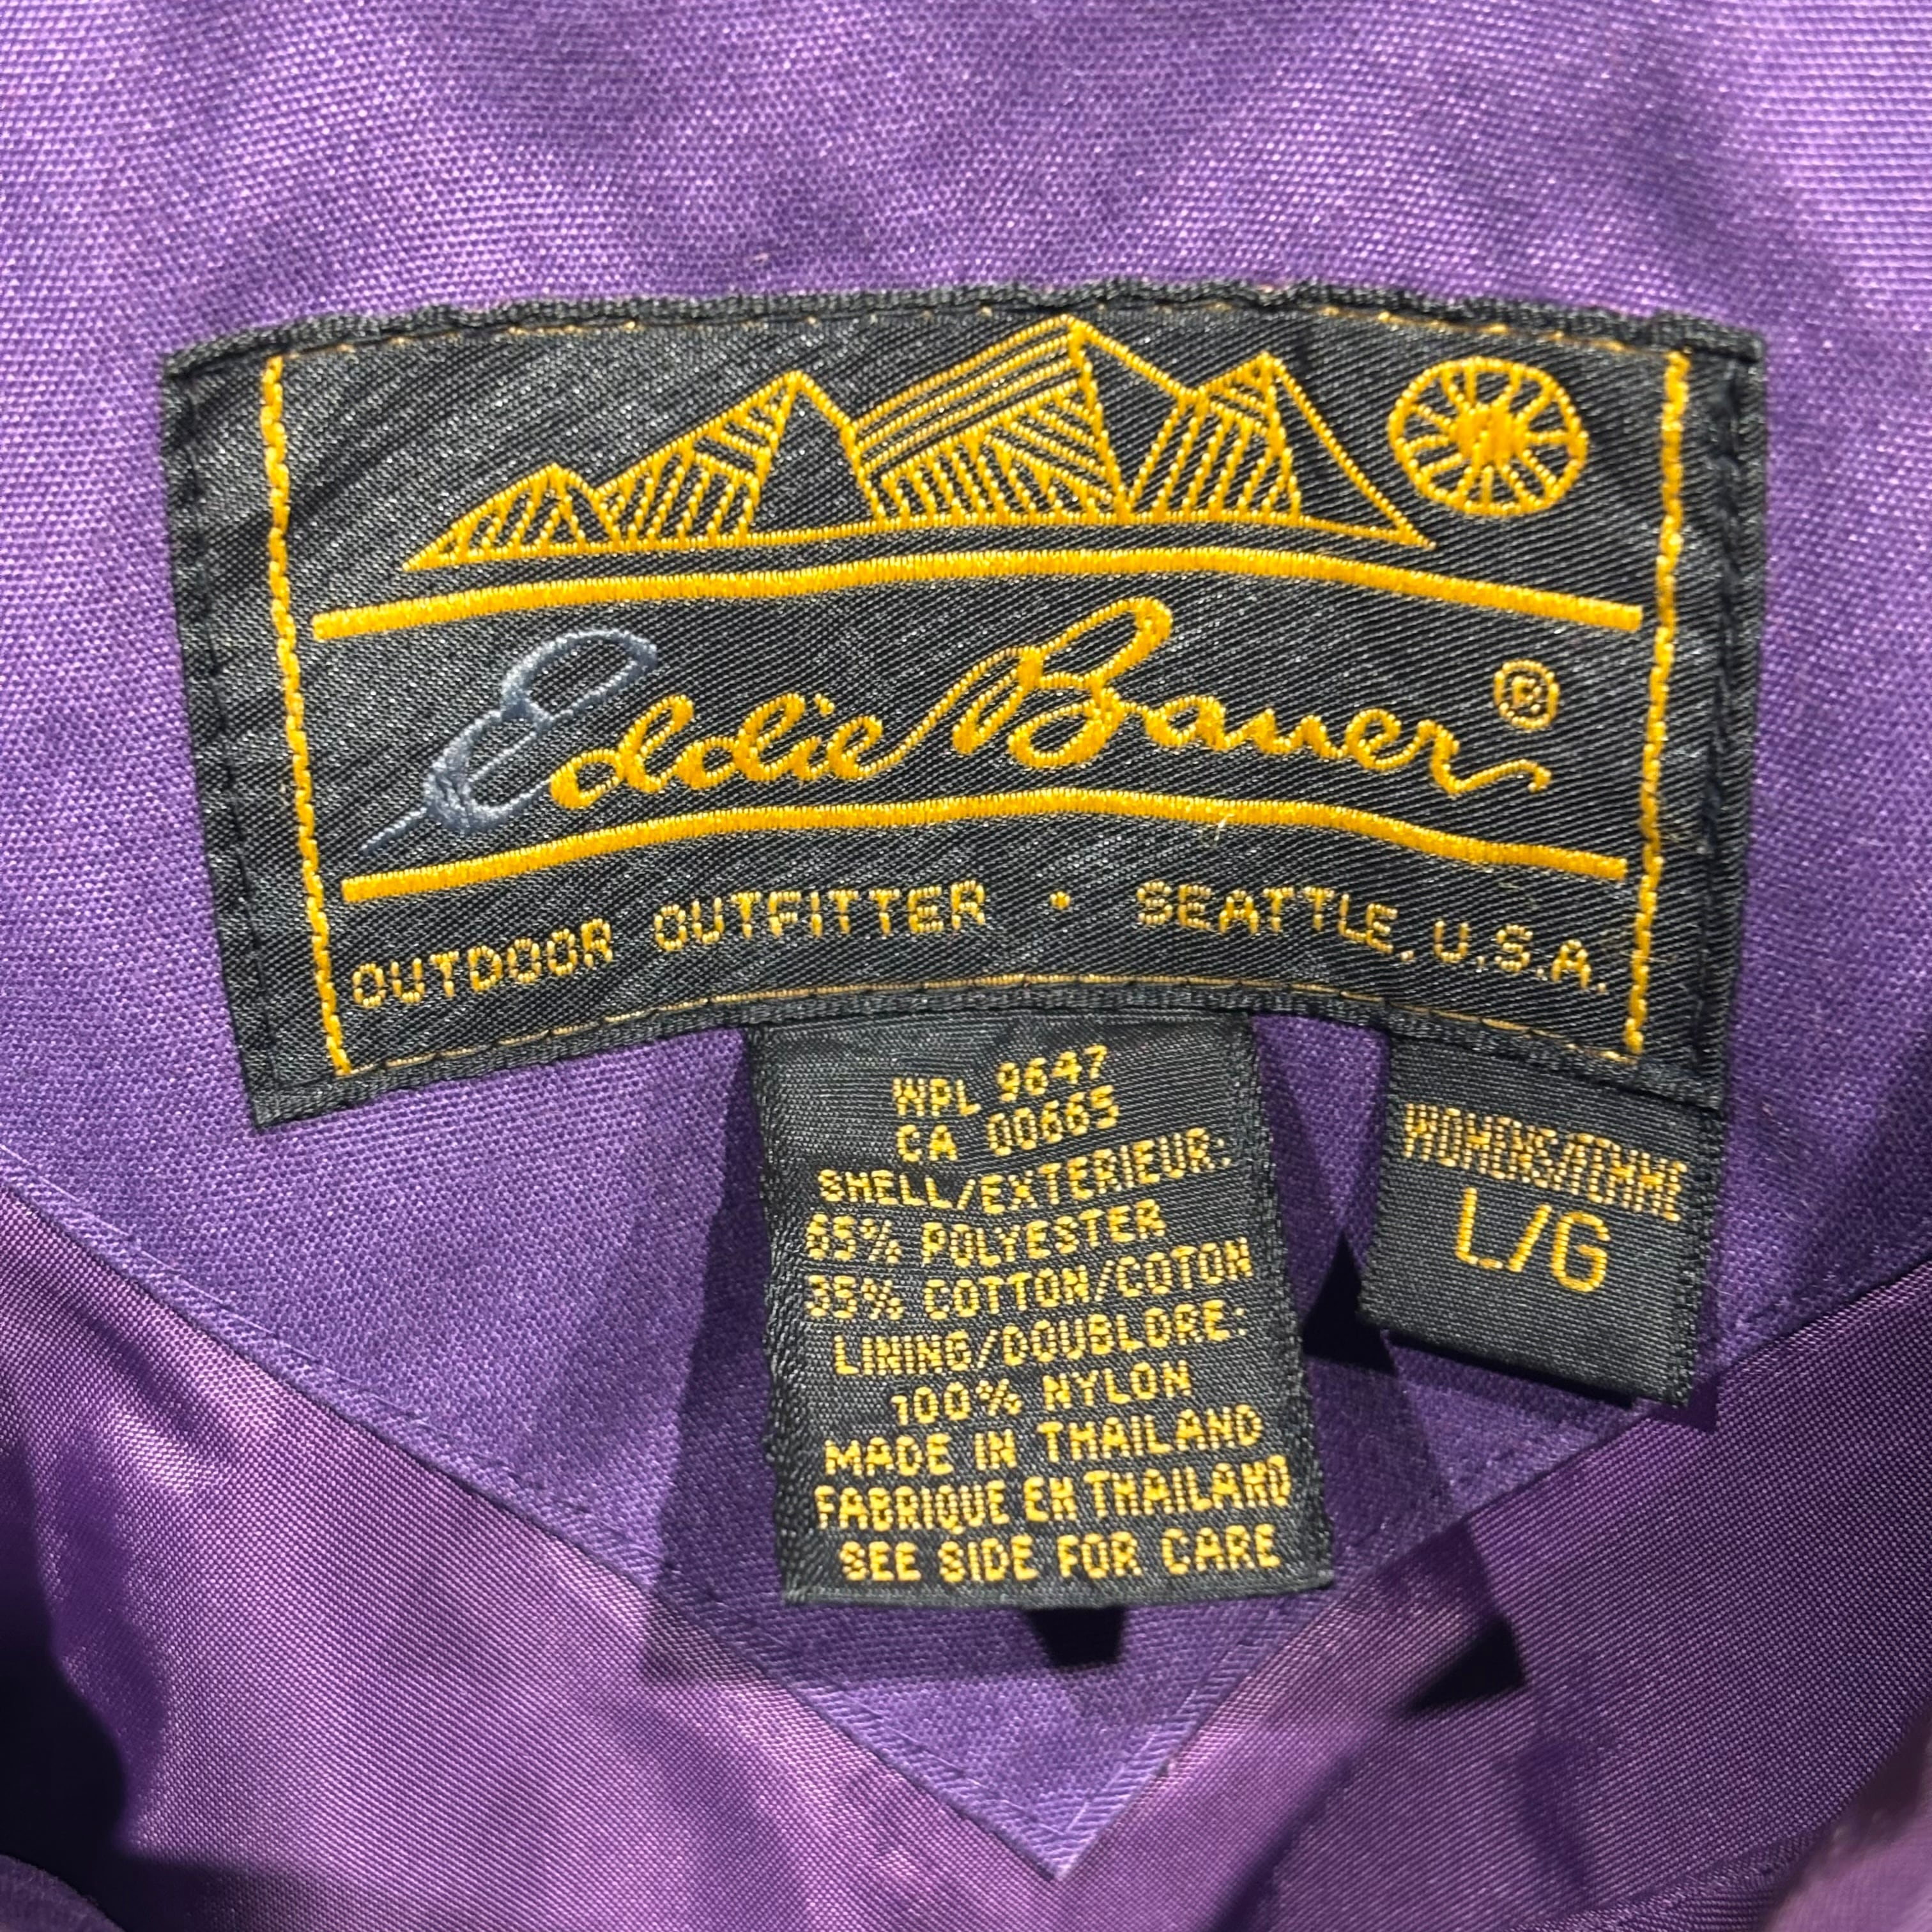 Eddie Bauer®
OUTDOOR OUTFITTER • SEATTLE, U.S.A.
WPL 9647
CA 00665
SHELL/EXTERIEUR:
65% POLYESTER
35% COTTON/COTON
LINING/DOUBLORE:
100% NYLON
MADE IN THAILAND
FABRIQUE EN THAILAND
SEE SIDE FOR CARE
WOMENS/FEMME
L/G